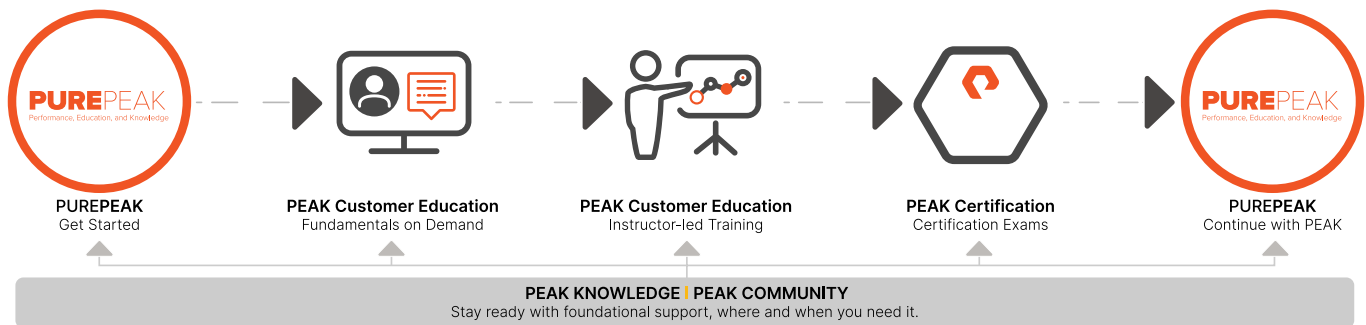 PUREPEAK
Performance, Education, and Knowledge
PUREPEAK
Get Started
PEAK Customer Education
Fundamentals on Demand
PEAK Customer Education
Instructor-led Training
PEAK Certification
Certification Exams
PUREPEAK
Performance, Education, and Knowledge
PUREPEAK
Continue with PEAK
PEAK KNOWLEDGE | PEAK COMMUNITY
Stay ready with foundational support, where and when you need it.